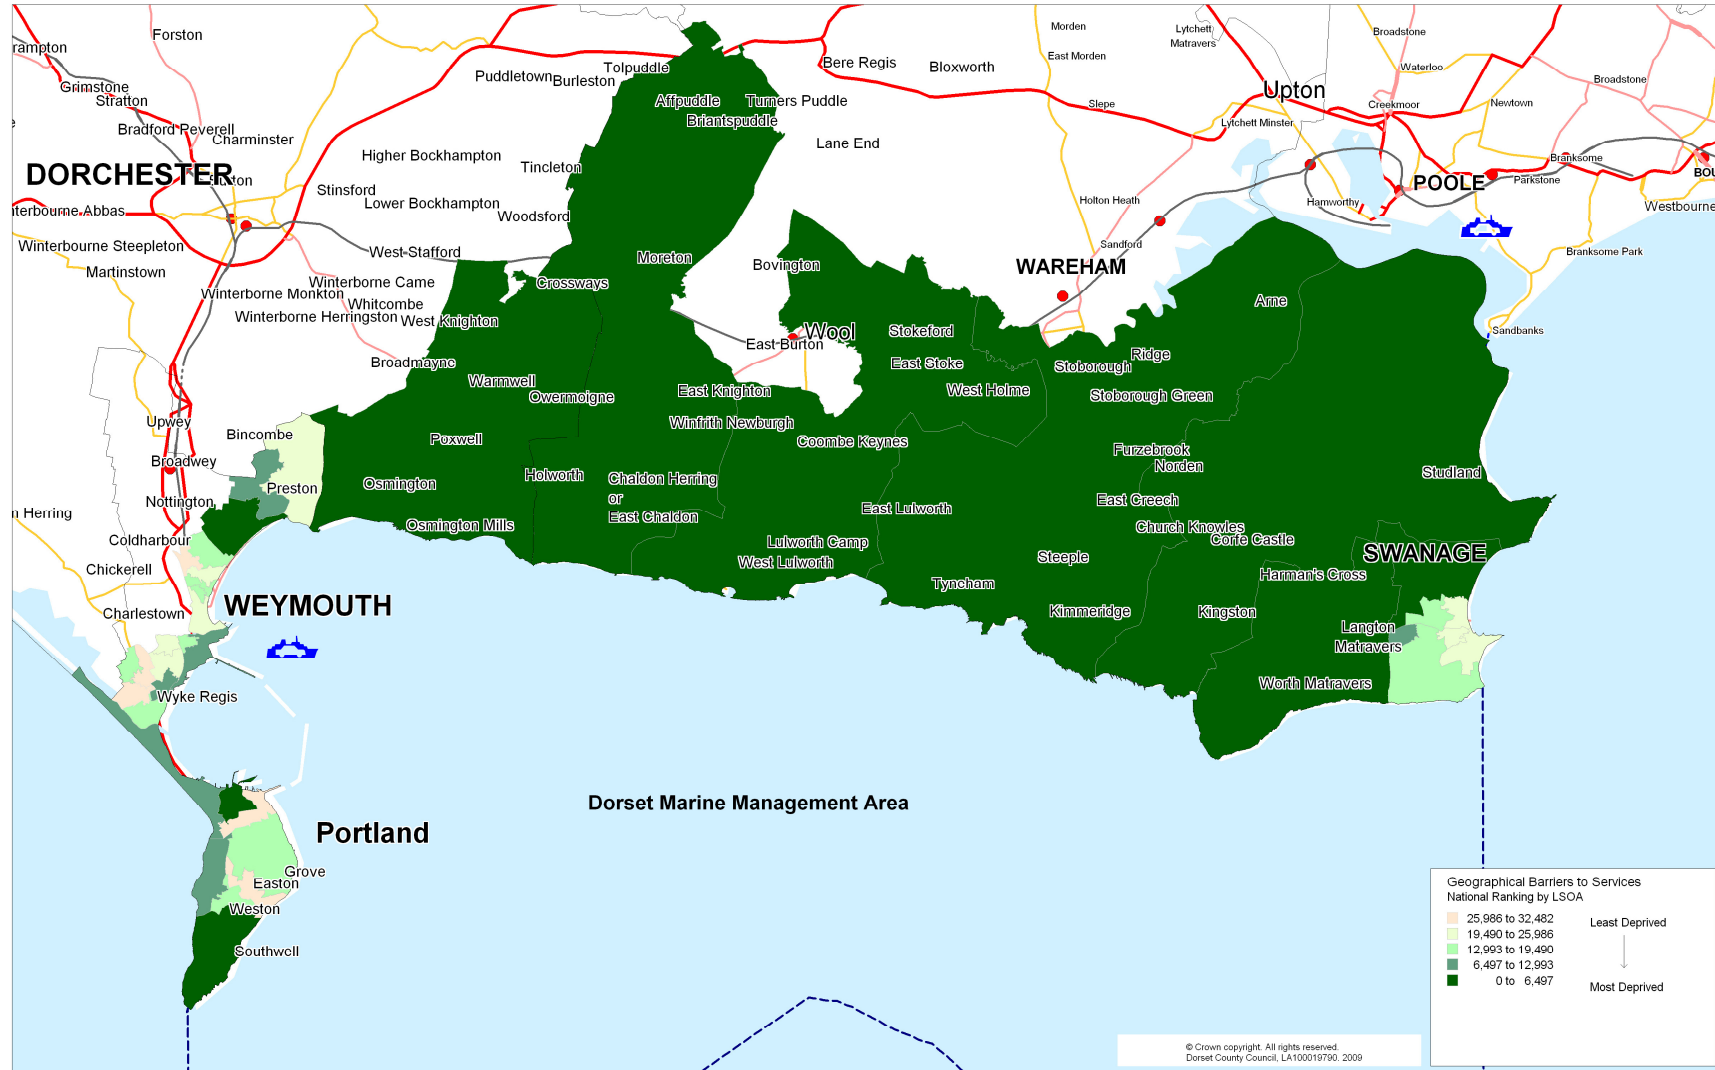 Forston
rampton
Grimstone
Stratton
Bradford Peverell
Charminster
DORCHESTER
nterbourne Abbas
Winterbourne Steepleton
Martinstown
Higher Bockhampton
Stinsford
Lower Bockhampton
Tincleton
Woodsford
West Stafford
Winterborne Came
Winterborne Monkton
Whitcombe
Winterborne Herringston
West Knighton
Broadmayne
Puddletown
Burleston
Tolpuddle
Affpuddle
Turners Puddle
Briantspuddle
Bere Regis
Bloxworth
Lane End
Morden
East Morden
Slepe
Lytchett
Matravers
Upton
Lytchett Minster
Broadstone
Waterloo
Creekmoor
Newtown
Broadstone
Branksome
Parkstone
POOLE
Hamworthy
BOU
Westbourne
Branksome Park
Sandbanks
Holton Heath
Sandford
WAREHAM
Moreton
Crossways
Bovington
Wool
East Burton
Stokeford
East Stoke
West Holme
Arne
Ridge
Stoborough
Stoborough Green
Warmwell
Owermoigne
East Knighton
Winfrith Newburgh
Coombe Keynes
Upwey
Bincombe
Broadwey
Preston
Nottington
n Herring
Coldharbour
Chickerell
Charlestown
WEYMOUTH
Wyke Regis
Poxwell
Osmington
Osmington Mills
Holworth
Chaldon Herring
or
East Chaldon
East Lulworth
Lulworth Camp
West Lulworth
Furzebrook
Norden
East Creech
Church Knowles
Corfe Castle
Steeple
Tyncham
Kimmeridge
Kingston
Harman's Cross
Studland
SWANAGE
Langton
Matravers
Worth Matravers
Portland
Grove
Easton
Weston
Southwell
Dorset Marine Management Area
Geographical Barriers to Services
National Ranking by LSOA
25,986 to 32,482
Least Deprived
19,490 to 25,986
12,993 to 19,490
6,497 to 12,993
0 to 6,497
Most Deprived
© Crown copyright. All rights reserved.
Dorset County Council, LA100019790. 2009